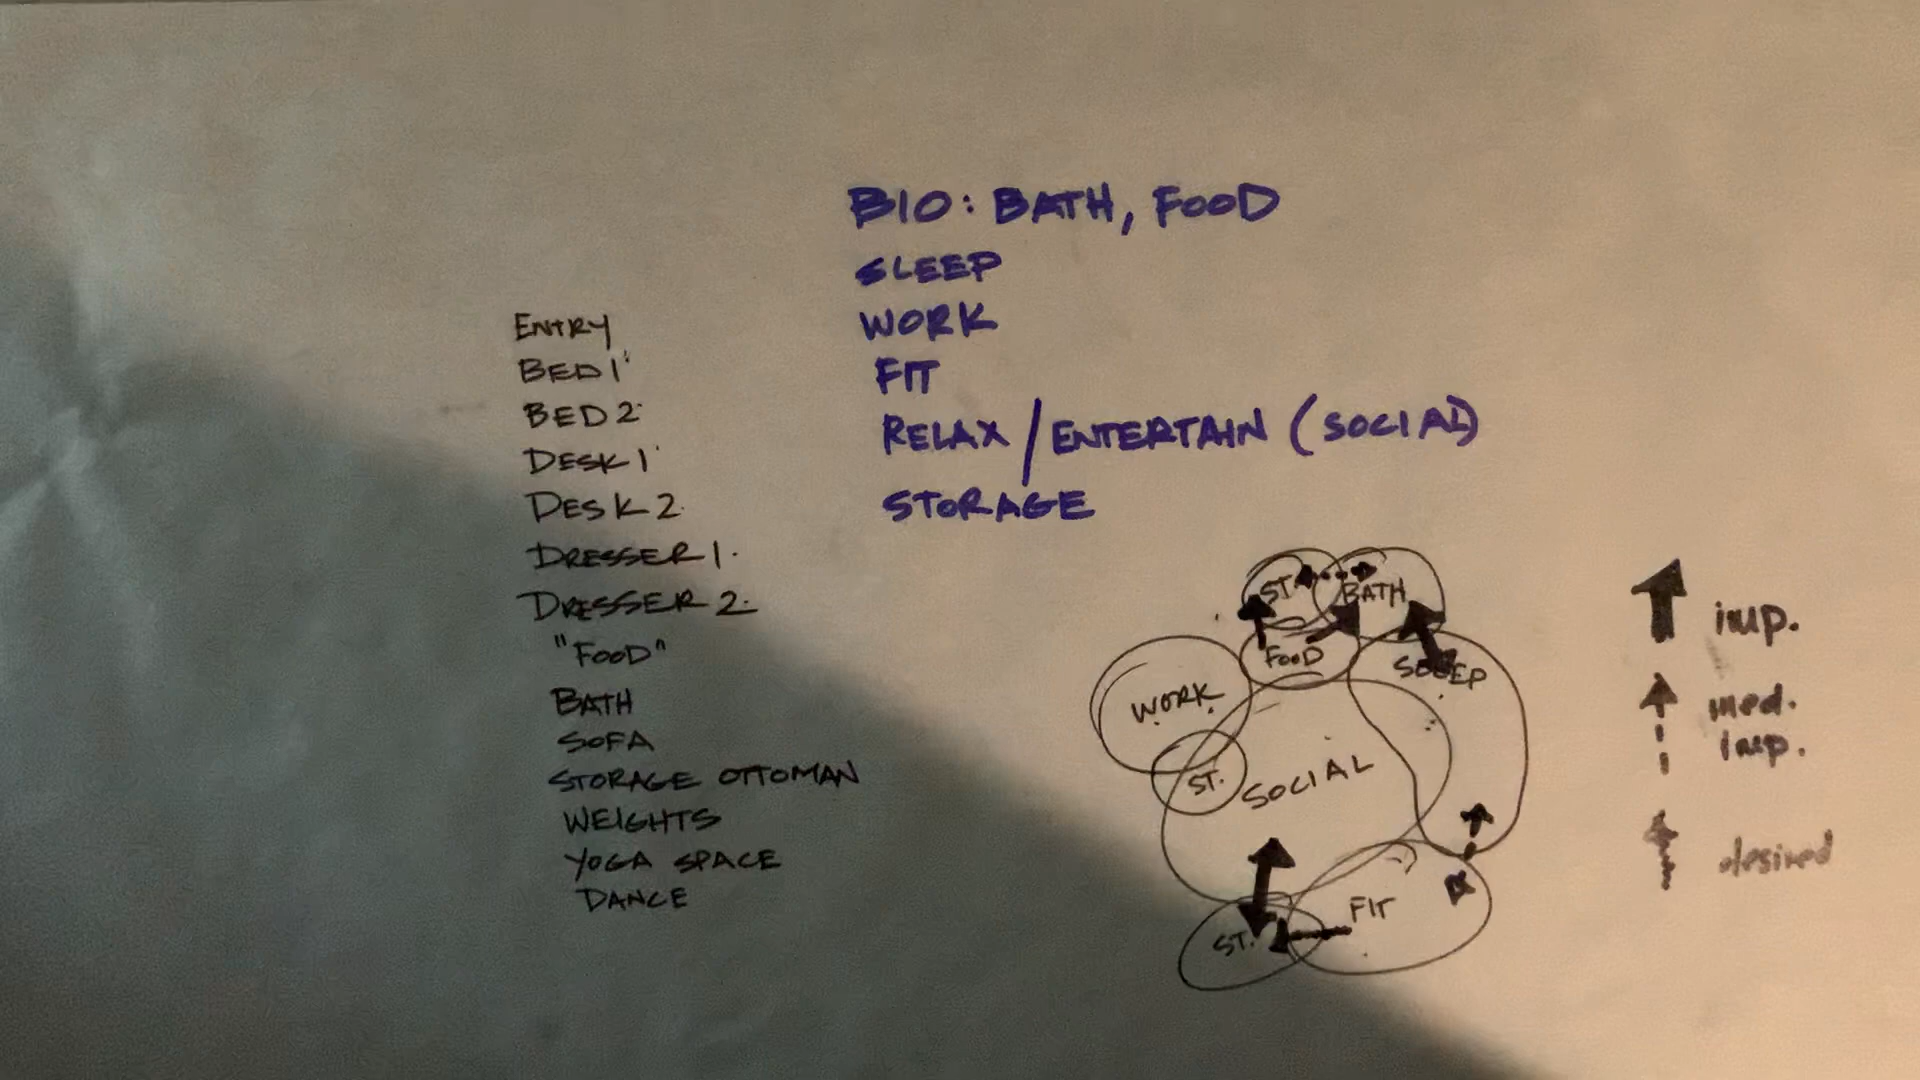 BIO: BATH, FOOD
SLEEP
WORK
FIT
RELAX / ENTERTAIN (SOCIAL)
STORAGE
ENTRY
BED 1
BED 2
DESK 1
DESK 2
DRESSER 1.
DRESSER 2.
"FOOD"
BATH
SOFA
STORAGE OTTOMAN
WEIGHTS
YOGA SPACE
DANCE
ST.
BATH
FOOD
SLEEP
WORK
ST.
SOCIAL
FIT
ST.
imp.
med.
imp.
desired